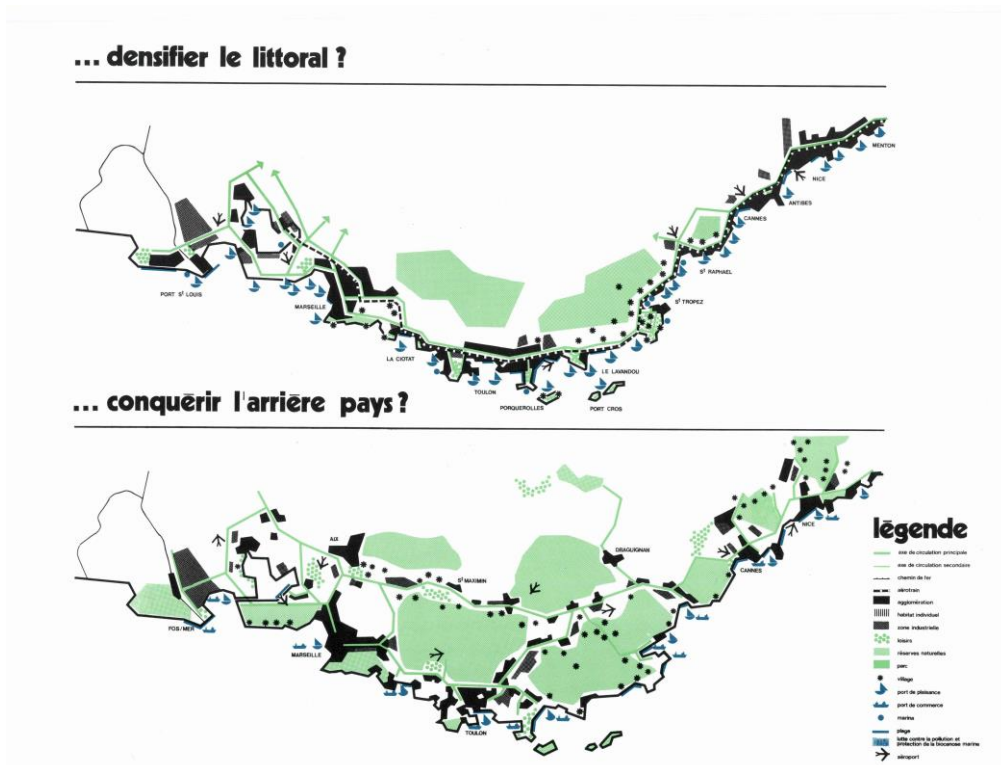 ... densifier le littoral ?
MENTON
NICE
ANTIBES
CANNES
Sᵗ RAPHAEL
Sᵗ TROPEZ
PORT Sᵗ LOUIS
MARSEILLE
LA CIOTAT
LE LAVANDOU
TOULON
PORQUEROLLES
PORT CROS
... conquérir l'arriére pays ?
AIX
DRAGUIGNAN
NICE
Sᵗ MAXIMIN
CANNES
FOS/MER
MARSEILLE
TOULON
légende
axe de circulation principale
axe de circulation secondaire
chemin de fer
aérotrain
agglomération
habitat individuel
zone industrielle
loisirs
réserves naturelles
parc
village
port de plaisance
port de commerce
marina
plage
lutte contre la pollution et
protection de la biocenose marine
aéroport